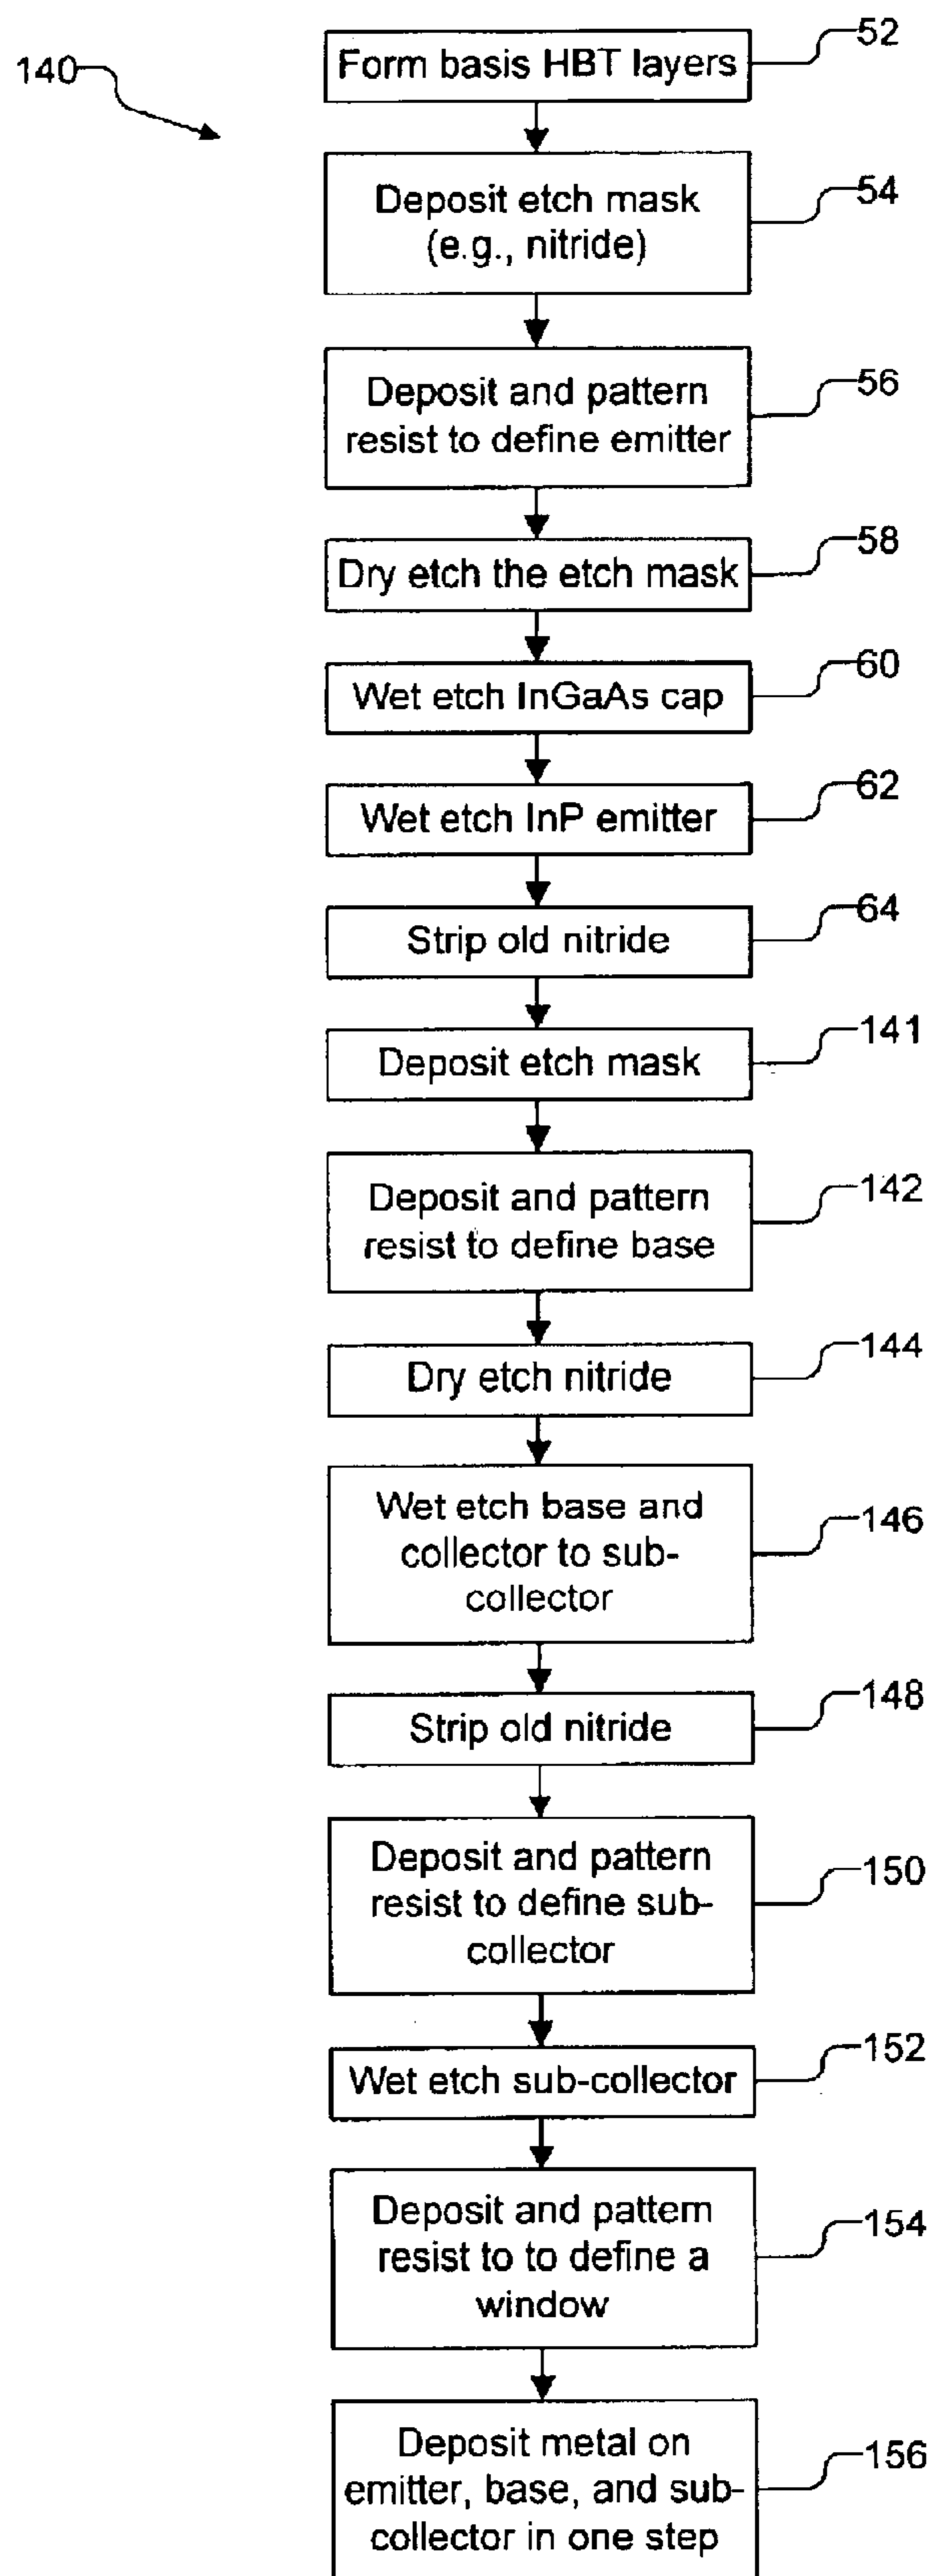 140
Form basis HBT layers
52
Deposit etch mask
(e.g., nitride)
54
Deposit and pattern
resist to define emitter
56
Dry etch the etch mask
58
Wet etch InGaAs cap
60
Wet etch InP emitter
62
Strip old nitride
64
Deposit etch mask
141
Deposit and pattern
resist to define base
142
Dry etch nitride
144
Wet etch base and
collector to sub-
collector
146
Strip old nitride
148
Deposit and pattern
resist to define sub-
collector
150
Wet etch sub-collector
152
Deposit and pattern
resist to to define a
window
154
Deposit metal on
emitter, base, and sub-
collector in one step
156